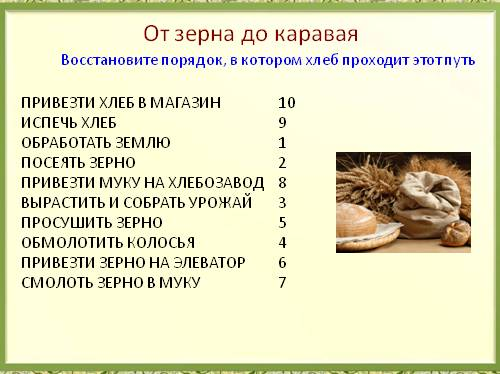 От зерна до каравая
Восстановите порядок, в котором хлеб проходит этот путь
ПРИВЕЗТИ ХЛЕБ В МАГАЗИН 10
ИСПЕЧЬ ХЛЕБ 9
ОБРАБОТАТЬ ЗЕМЛЮ 1
ПОСЕЯТЬ ЗЕРНО 2
ПРИВЕЗТИ МУКУ НА ХЛЕБОЗАВОД 8
ВЫРАСТИТЬ И СОБРАТЬ УРОЖАЙ 3
ПРОСУШИТЬ ЗЕРНО 5
ОБМОЛОТИТЬ КОЛОСЬЯ 4
ПРИВЕЗТИ ЗЕРНО НА ЭЛЕВАТОР 6
СМОЛОТЬ ЗЕРНО В МУКУ 7